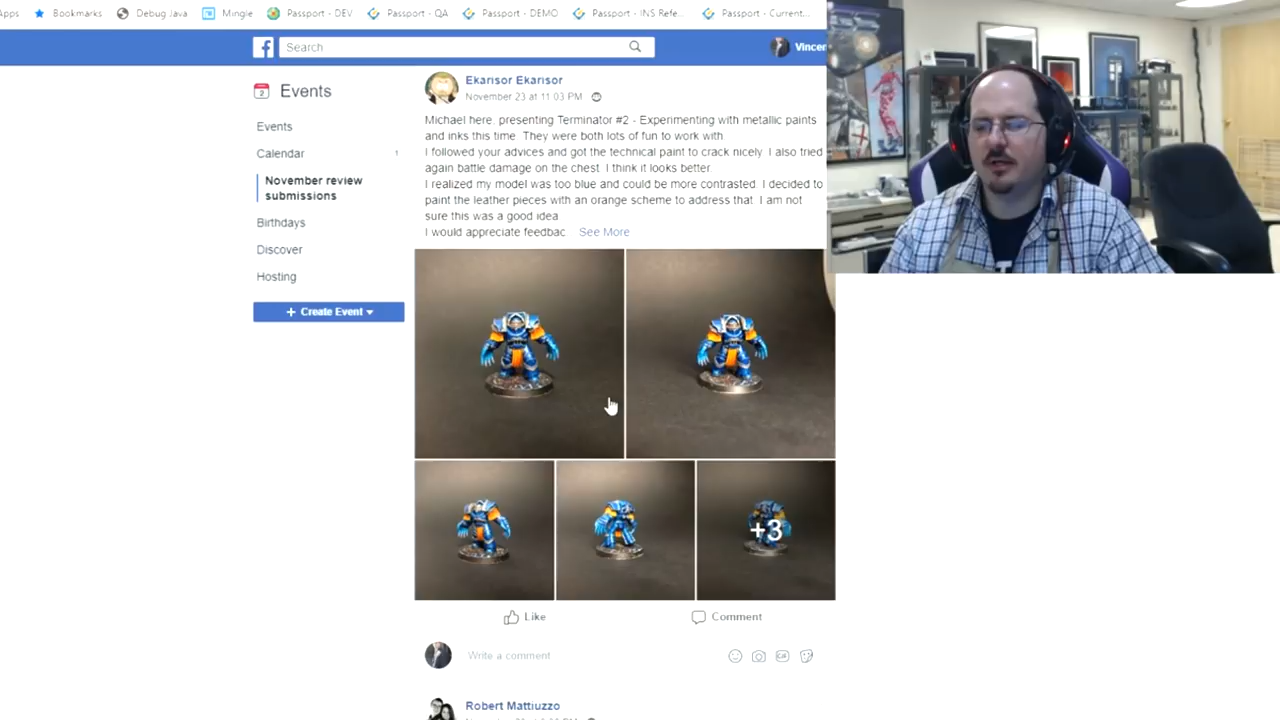 Apps Bookmarks Debug Java Mingle Passport - DEV Passport - QA Passport - DEMO Passport - INS Refe... Passport - Current...
Search
Vincen
2 Events
Events
Calendar 1
November review
submissions
Birthdays
Discover
Hosting
+ Create Event
Ekarisor Ekarisor
November 23 at 11:03 PM
Michael here, presenting Terminator #2 - Experimenting with metallic paints
and inks this time. They were both lots of fun to work with
I followed your advices and got the technical paint to crack nicely. I also tried
again battle damage on the chest. I think it looks better.
I realized my model was too blue and could be more contrasted. I decided to
paint the leather pieces with an orange scheme to address that. I am not
sure this was a good idea
I would appreciate feedbac. See More
+3
Like Comment
Write a comment
GIF
Robert Mattiuzzo